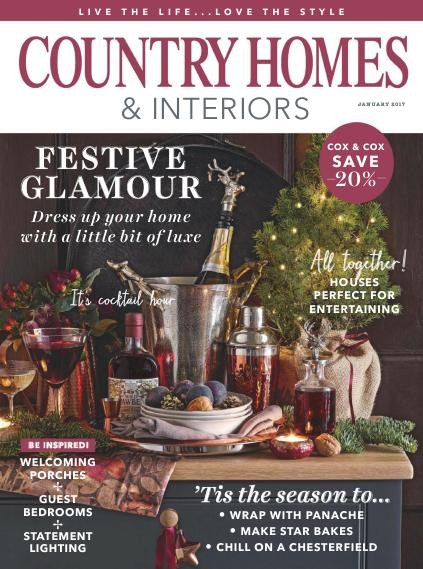 LIVE THE LIFE...LOVE THE STYLE
COUNTRY HOMES
& INTERIORS
JANUARY 2017
FESTIVE
GLAMOUR
Dress up your home
with a little bit of luxe
COX & COX
SAVE
–20%–
All together!
HOUSES
PERFECT FOR
ENTERTAINING
It's cocktail hour
BE INSPIRED!
WELCOMING
PORCHES
+
GUEST
BEDROOMS
+
STATEMENT
LIGHTING
'Tis the season to...
• WRAP WITH PANACHE
• MAKE STAR BAKES
• CHILL ON A CHESTERFIELD